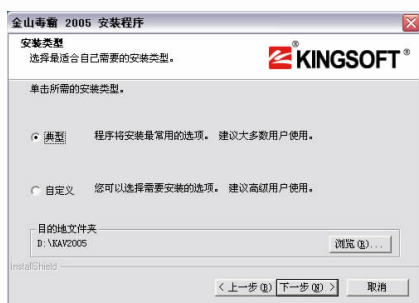 金山毒霸 2005 安装程序
安装类型
选择最适合自己需要的安装类型。
KINGSOFT®
单击所需的安装类型。
典型 程序将安装最常用的选项。 建议大多数用户使用。
自定义 您可以选择需要安装的选项。 建议高级用户使用。
目的地文件夹
D:\KAV2005
浏览(R)...
InstallShield
< 上一步(B) 下一步(N) > 取消